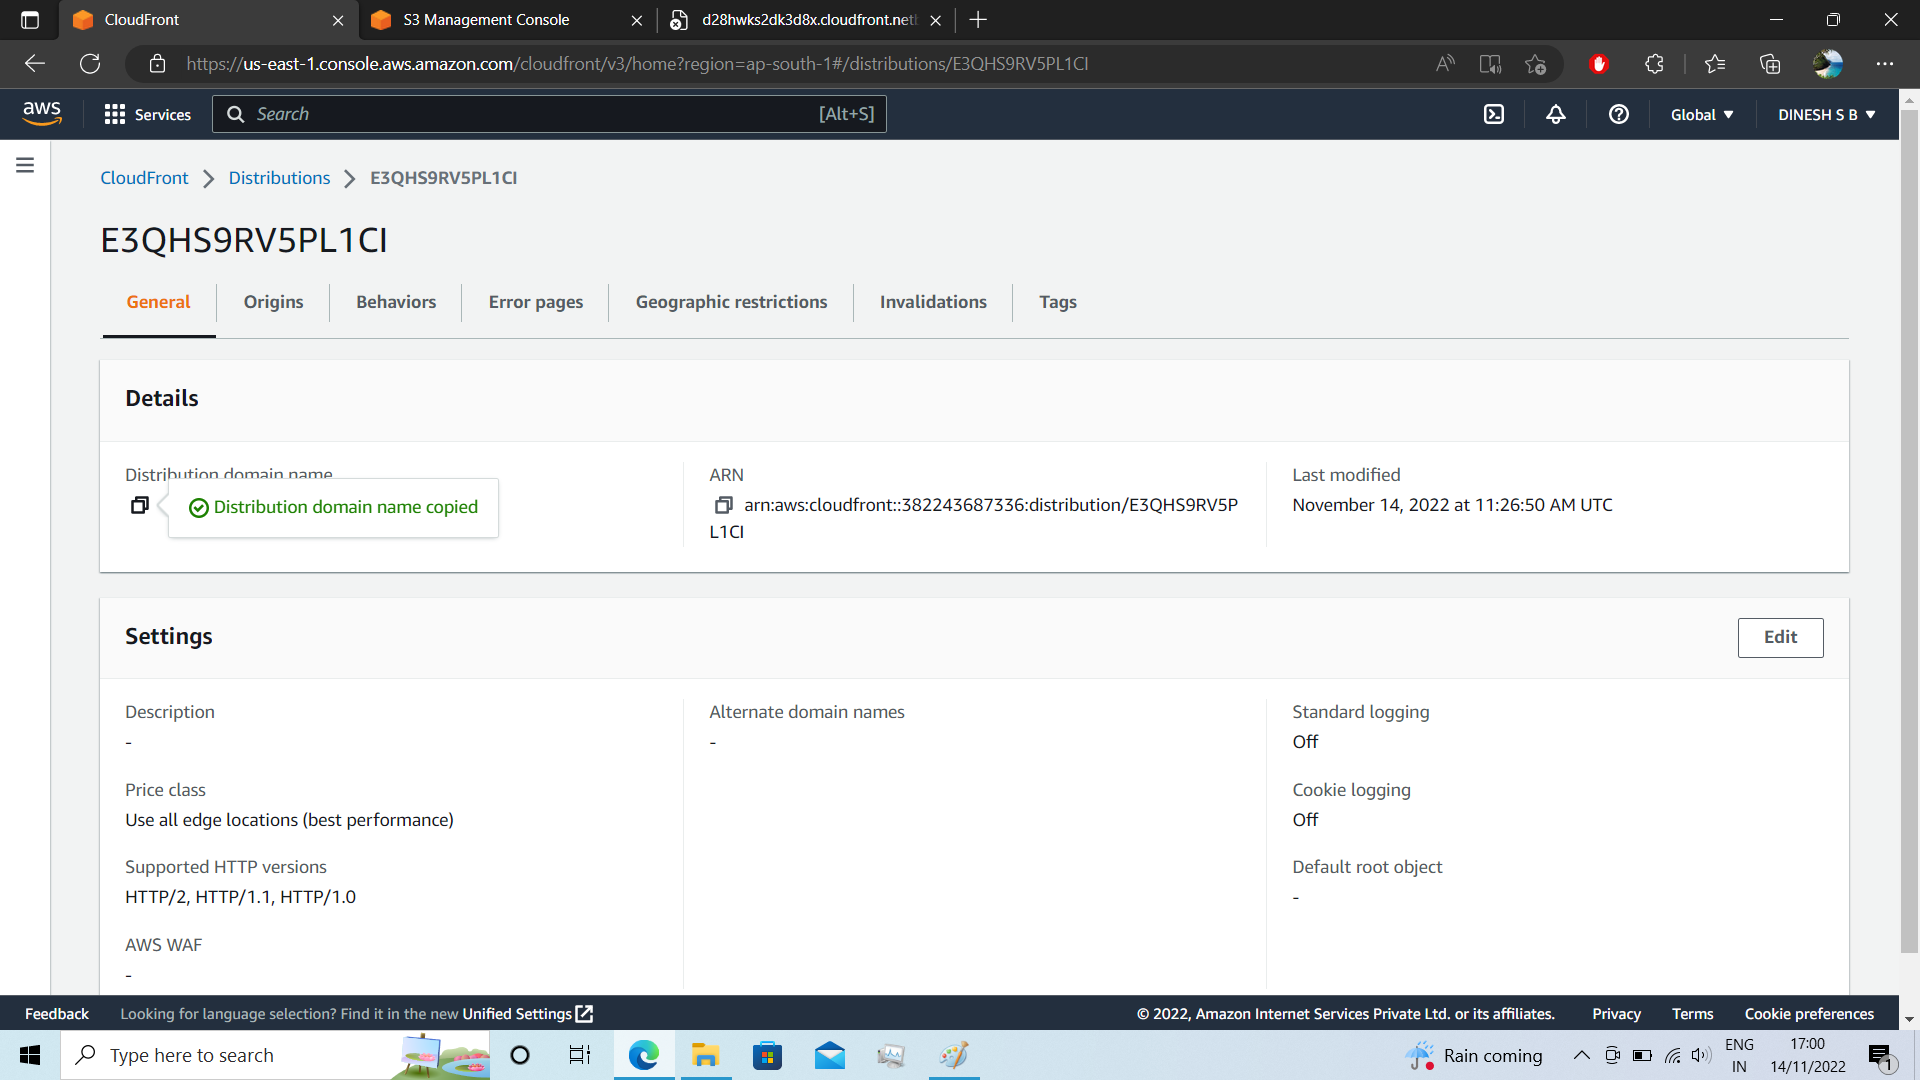 CloudFront
S3 Management Console
d28hwks2dk3d8x.cloudfront.net
https://us-east-1.console.aws.amazon.com/cloudfront/v3/home?region=ap-south-1#/distributions/E3QHS9RV5PL1CI
aws
Services
Search
[Alt+S]
Global
DINESH S B
CloudFront
Distributions
E3QHS9RV5PL1CI
E3QHS9RV5PL1CI
General
Origins
Behaviors
Error pages
Geographic restrictions
Invalidations
Tags
Details
Distribution domain name
Distribution domain name copied
ARN
arn:aws:cloudfront::382243687336:distribution/E3QHS9RV5P
L1CI
Last modified
November 14, 2022 at 11:26:50 AM UTC
Settings
Edit
Description
-
Price class
Use all edge locations (best performance)
Supported HTTP versions
HTTP/2, HTTP/1.1, HTTP/1.0
AWS WAF
-
Alternate domain names
-
Standard logging
Off
Cookie logging
Off
Default root object
-
Feedback
Looking for language selection? Find it in the new Unified Settings
© 2022, Amazon Internet Services Private Ltd. or its affiliates.
Privacy
Terms
Cookie preferences
Type here to search
Rain coming
ENG
IN
17:00
14/11/2022
1